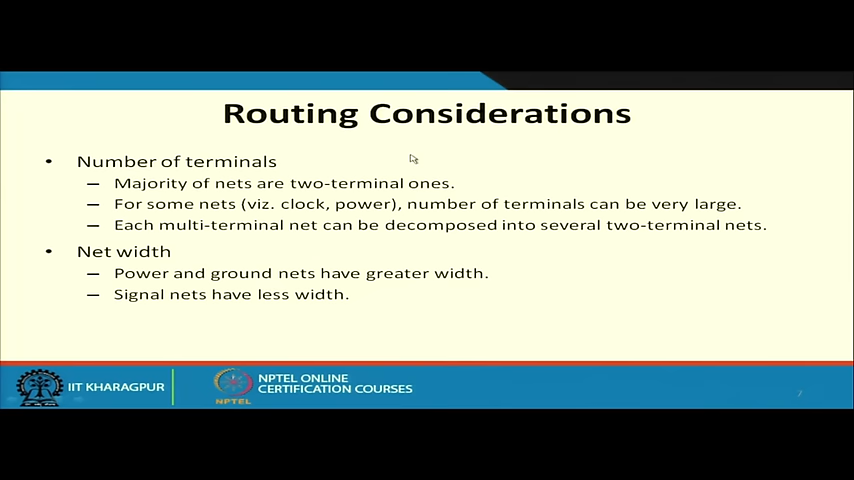 Routing Considerations
• Number of terminals
– Majority of nets are two-terminal ones.
– For some nets (viz. clock, power), number of terminals can be very large.
– Each multi-terminal net can be decomposed into several two-terminal nets.
• Net width
– Power and ground nets have greater width.
– Signal nets have less width.
IIT KHARAGPUR
NPTEL
NPTEL ONLINE
CERTIFICATION COURSES
7